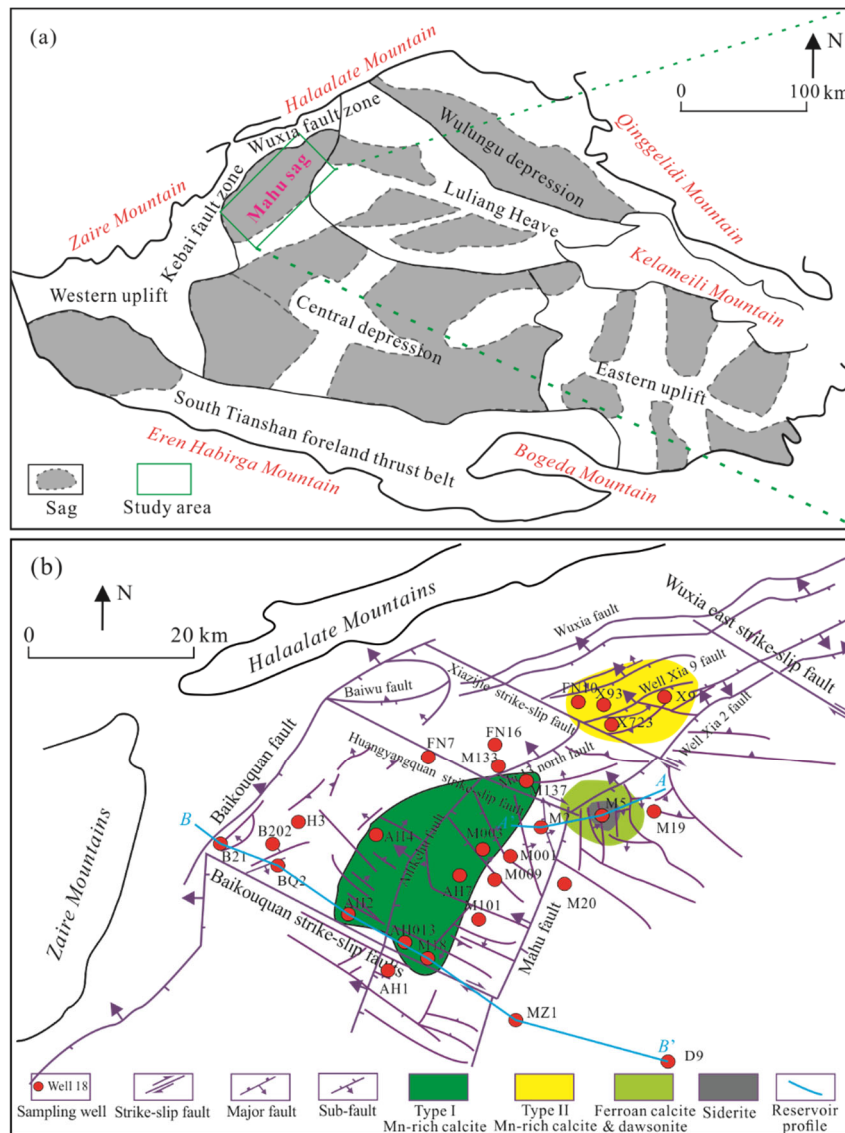 (a)
N
0 100 km
Halaalate Mountain
Wuxia fault zone
Wulungu depression
Qinggelidi Mountain
Mahu sag
Zaire Mountain
Kebai fault zone
Luliang Heave
Kelameili Mountain
Western uplift
Central depression
Eastern uplift
South Tianshan foreland thrust belt
Eren Habirga Mountain
Bogeda Mountain
Sag
Study area
(b)
N
0 20 km
Halaalate Mountains
Wuxia east strike-slip fault
Wuxia fault
Xiazijie strike-slip fault
Baiwu fault
FN10
X93
Well Xia 9 fault
X9
X723
Well Xia 2 fault
Baikouquan fault
FN7
FN16
M133
north fault
Huangyangquan strike-slip fault
M137
A
A'
M7
M5
M19
B
B21
B202
H3
BQ2
AH4
M003
M001
M009
AH7
M20
AH2
M101
Mahu fault
Zaire Mountains
Baikouquan strike-slip faults
AH013
M18
AH1
MZ1
B'
D9
Well 18
Sampling well
Strike-slip fault
Major fault
Sub-fault
Type I
Mn-rich calcite
Type II
Mn-rich calcite
Ferroan calcite
& dawsonite
Siderite
Reservoir
profile